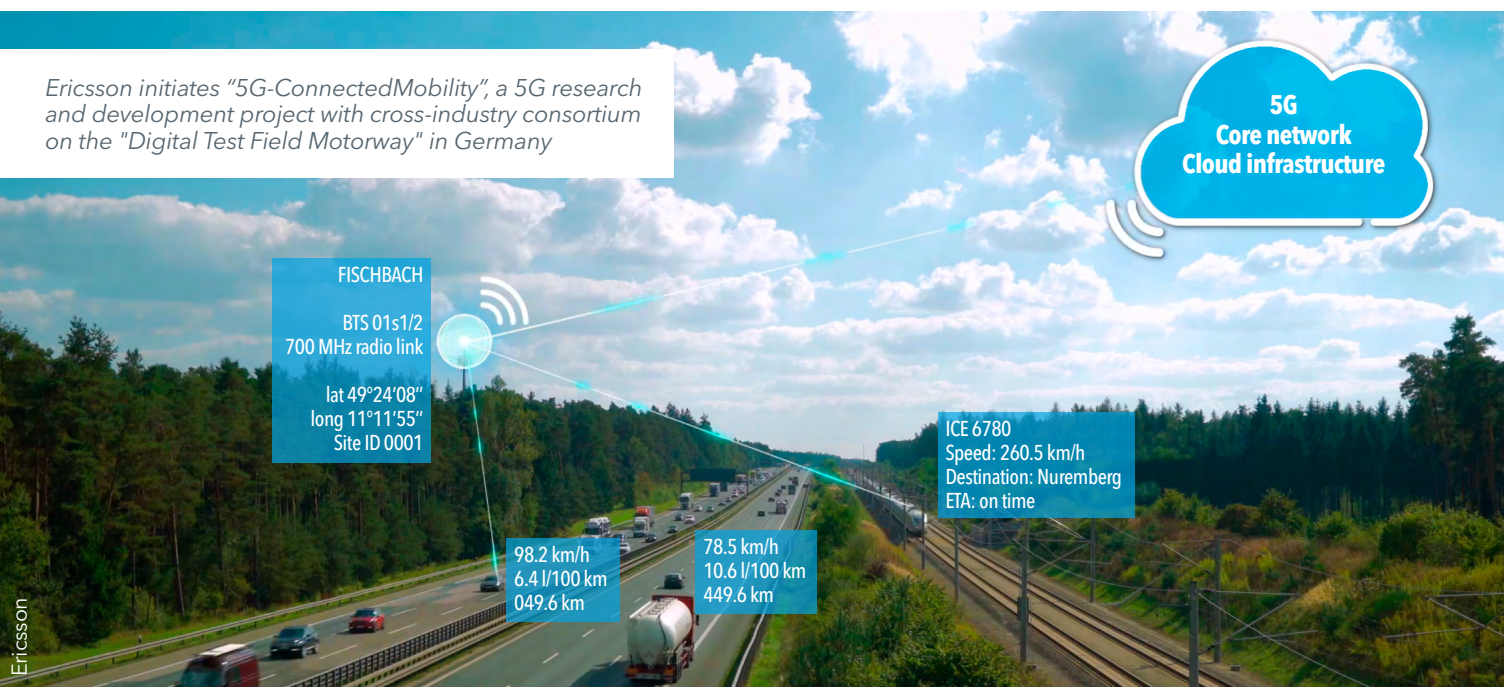 Ericsson initiates “5G-ConnectedMobility”, a 5G research
and development project with cross-industry consortium
on the "Digital Test Field Motorway" in Germany
5G
Core network
Cloud infrastructure
FISCHBACH
BTS 01s1/2
700 MHz radio link
lat 49°24’08’’
long 11°11’55’’
Site ID 0001
ICE 6780
Speed: 260.5 km/h
Destination: Nuremberg
ETA: on time
98.2 km/h
6.4 l/100 km
049.6 km
78.5 km/h
10.6 l/100 km
449.6 km
Ericsson